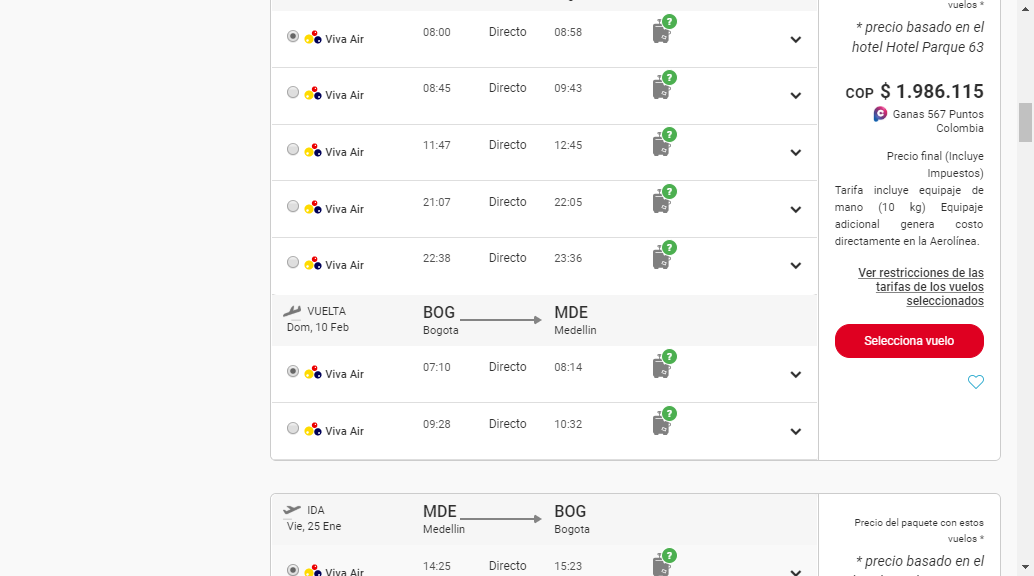 vuelos *
Viva Air 08:00 Directo 08:58 ?
Viva Air 08:45 Directo 09:43 ?
Viva Air 11:47 Directo 12:45 ?
Viva Air 21:07 Directo 22:05 ?
Viva Air 22:38 Directo 23:36 ?
VUELTA BOG MDE
Dom, 10 Feb Bogota Medellin
Viva Air 07:10 Directo 08:14 ?
Viva Air 09:28 Directo 10:32 ?
* precio basado en el
hotel Hotel Parque 63
COP $ 1.986.115
Ganas 567 Puntos
Colombia
Precio final (Incluye
Impuestos)
Tarifa incluye equipaje de
mano (10 kg) Equipaje
adicional genera costo
directamente en la Aerolínea.
Ver restricciones de las
tarifas de los vuelos
seleccionados
Selecciona vuelo
IDA MDE BOG
Vie, 25 Ene Medellin Bogota
Viva Air 14:25 Directo 15:23 ?
Precio del paquete con estos
vuelos *
* precio basado en el